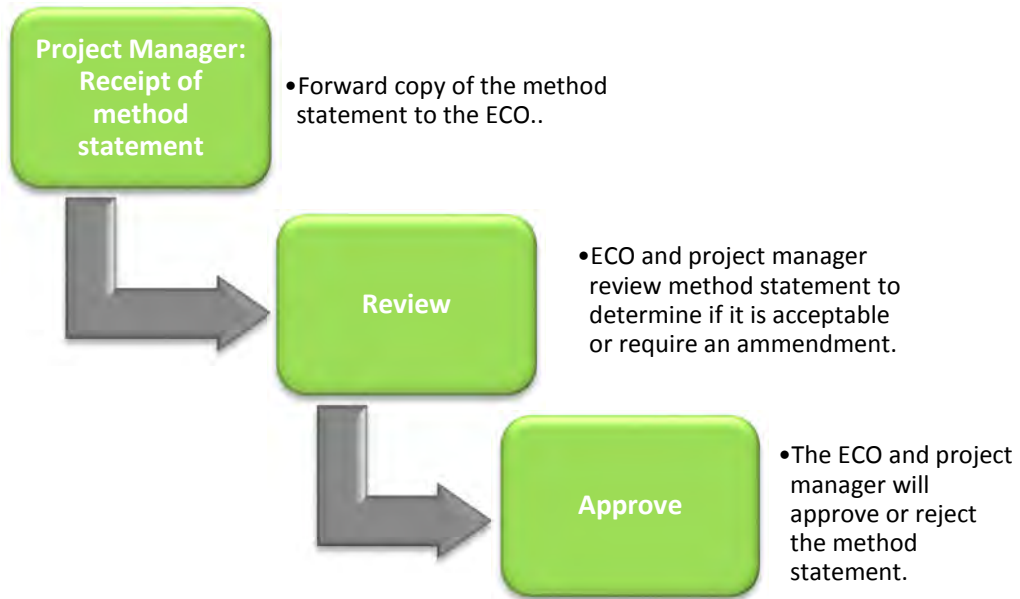 Project Manager:
Receipt of
method
statement
•Forward copy of the method
statement to the ECO..
Review
•ECO and project manager
review method statement to
determine if it is acceptable
or require an ammendment.
Approve
•The ECO and project
manager will
approve or reject
the method
statement.